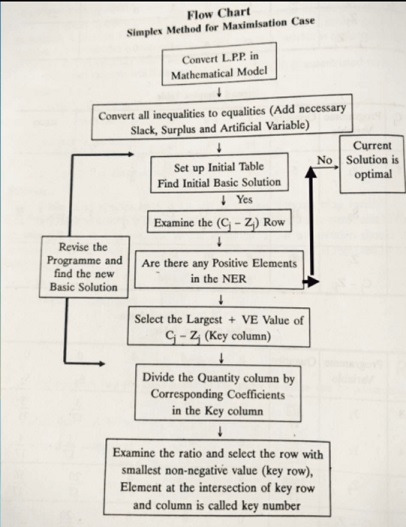 Flow Chart
Simplex Method for Maximisation Case
Convert L.P.P. in
Mathematical Model
Convert all inequalities to equalities (Add necessary
Slack, Surplus and Artificial Variable)
Set up Initial Table
Find Initial Basic Solution
No
Current
Solution is
optimal
Yes
Examine the (Cj – Zj) Row
Are there any Positive Elements
in the NER
Revise the
Programme and
find the new
Basic Solution
Select the Largest + VE Value of
Cj – Zj (Key column)
Divide the Quantity column by
Corresponding Coefficients
in the Key column
Examine the ratio and select the row with
smallest non-negative value (key row),
Element at the intersection of key row
and column is called key number